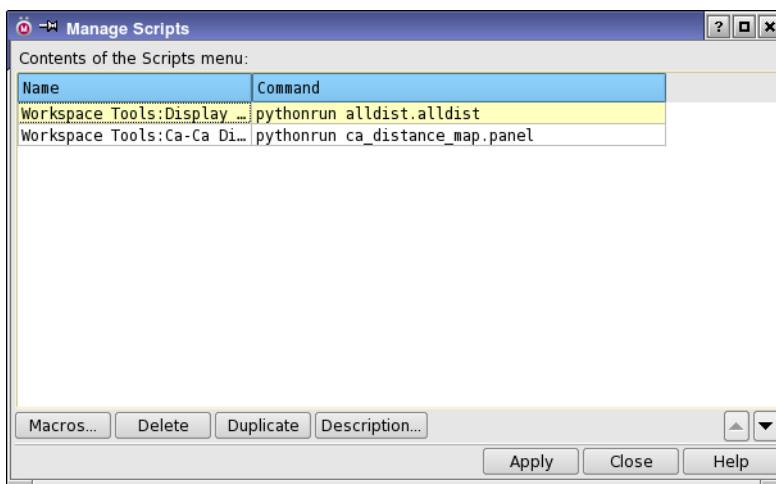 Manage Scripts
Contents of the Scripts menu:
Name Command
Workspace Tools:Display … pythonrun alldist.alldist
Workspace Tools:Ca-Ca Di… pythonrun ca_distance_map.panel
Macros... Delete Duplicate Description...
Apply Close Help